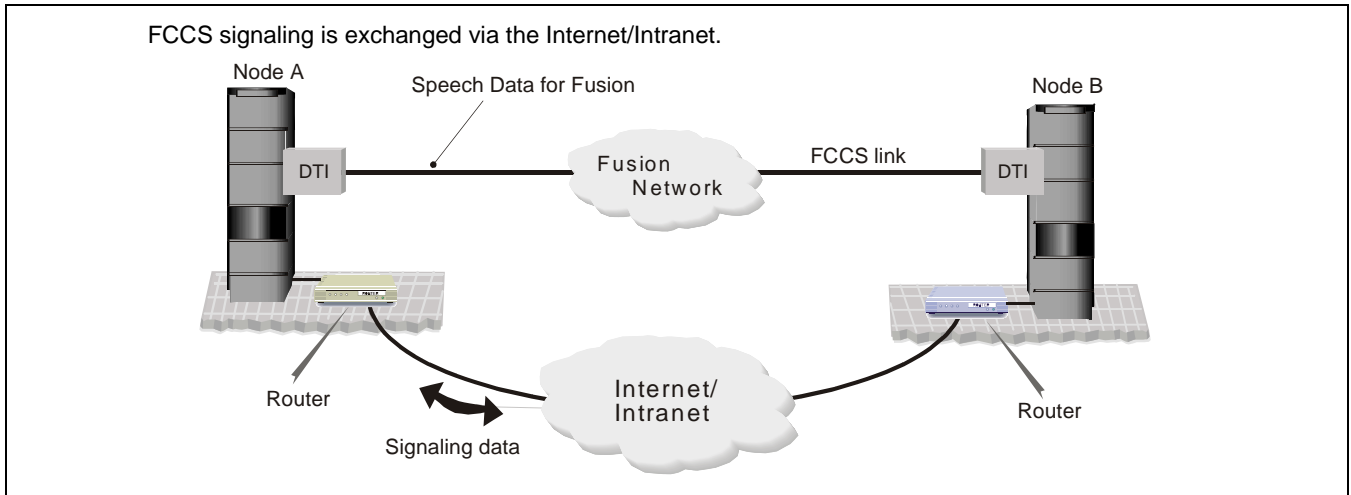 FCCS signaling is exchanged via the Internet/Intranet.
Node A
Speech Data for Fusion
Node B
DTI
Fusion
Network
FCCS link
DTI
Router
Internet/
Intranet
Router
Signaling data